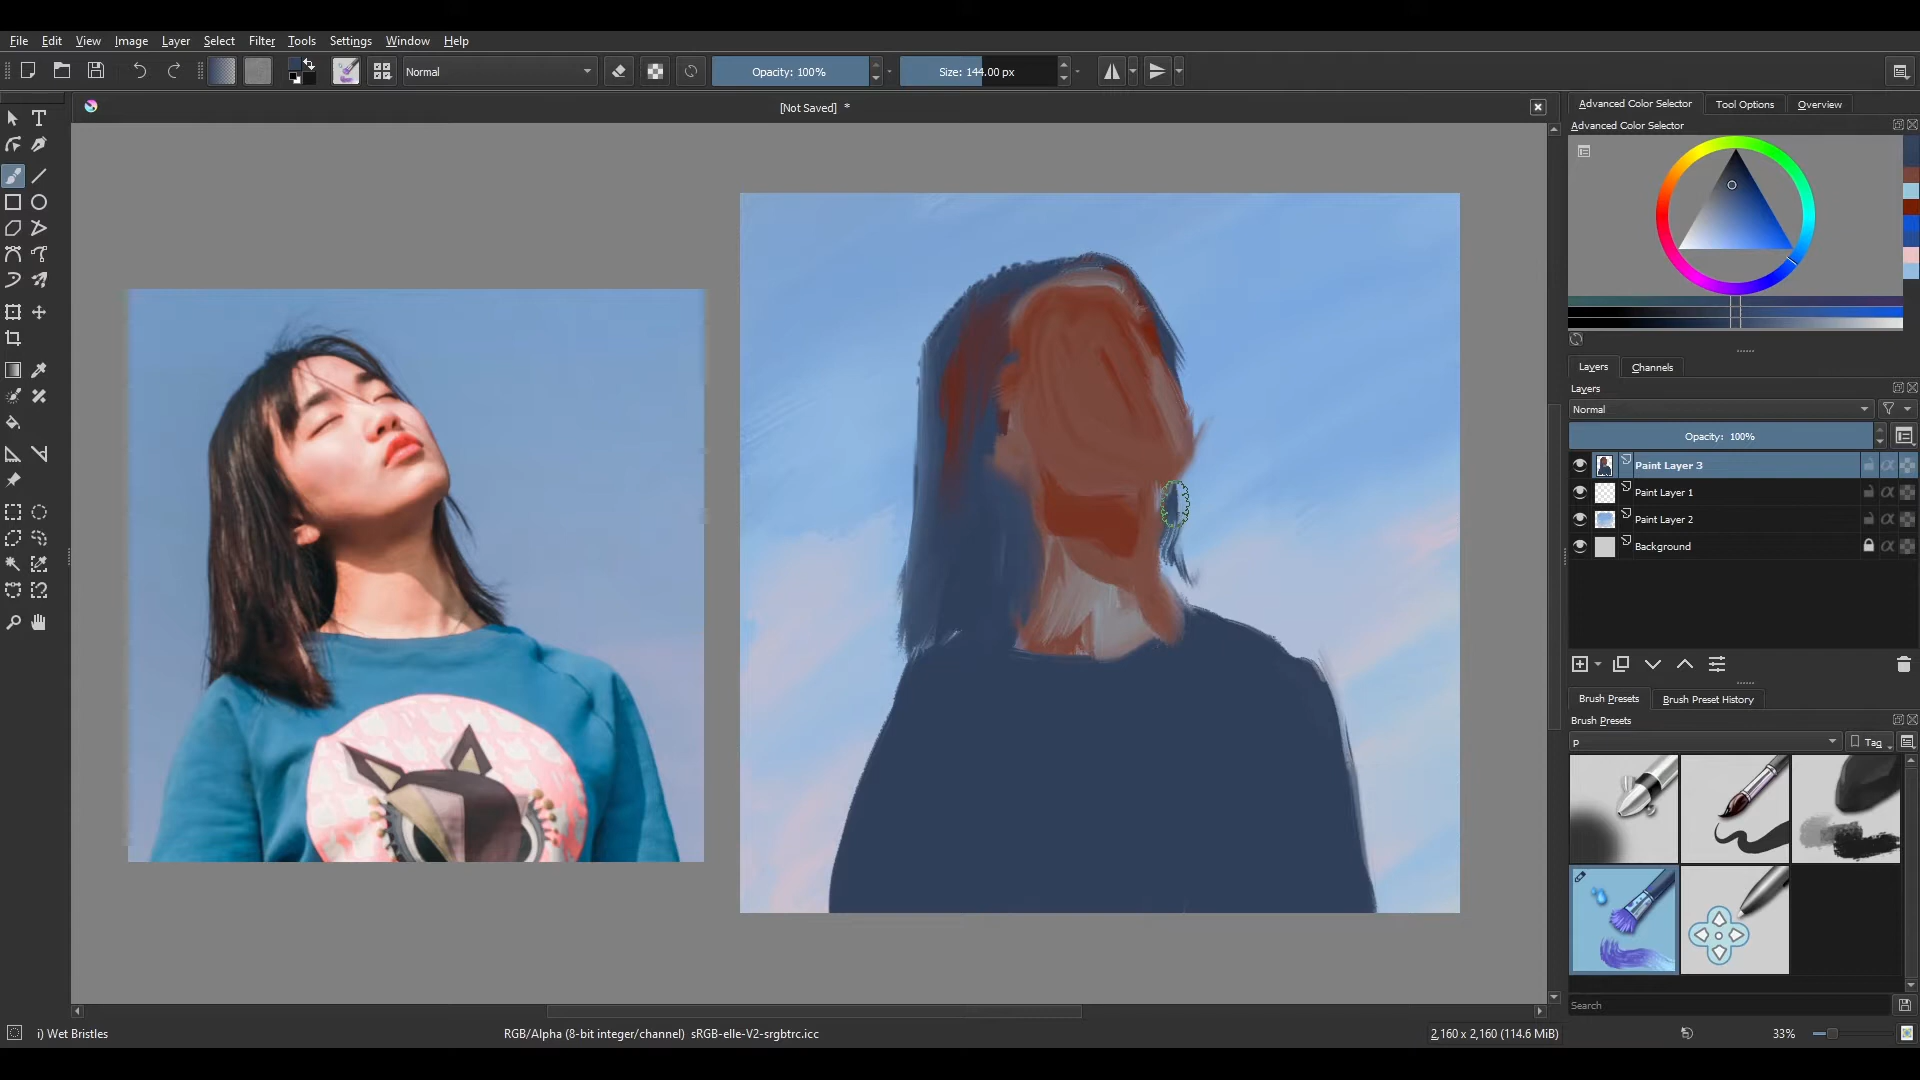 File Edit View Image Layer Select Filter Tools Settings Window Help
Normal
Opacity: 100%
Size: 144.00 px
[Not Saved] *
Advanced Color Selector
Tool Options
Overview
Advanced Color Selector
Layers
Channels
Layers
Normal
Opacity: 100%
Paint Layer 3
Paint Layer 1
Paint Layer 2
Background
Brush Presets
Brush Preset History
Brush Presets
p
Tag
Search
i) Wet Bristles
RGB/Alpha (8-bit integer/channel) sRGB-elle-V2-srgbtrc.icc
2,160 x 2,160 (114.6 MiB)
33%